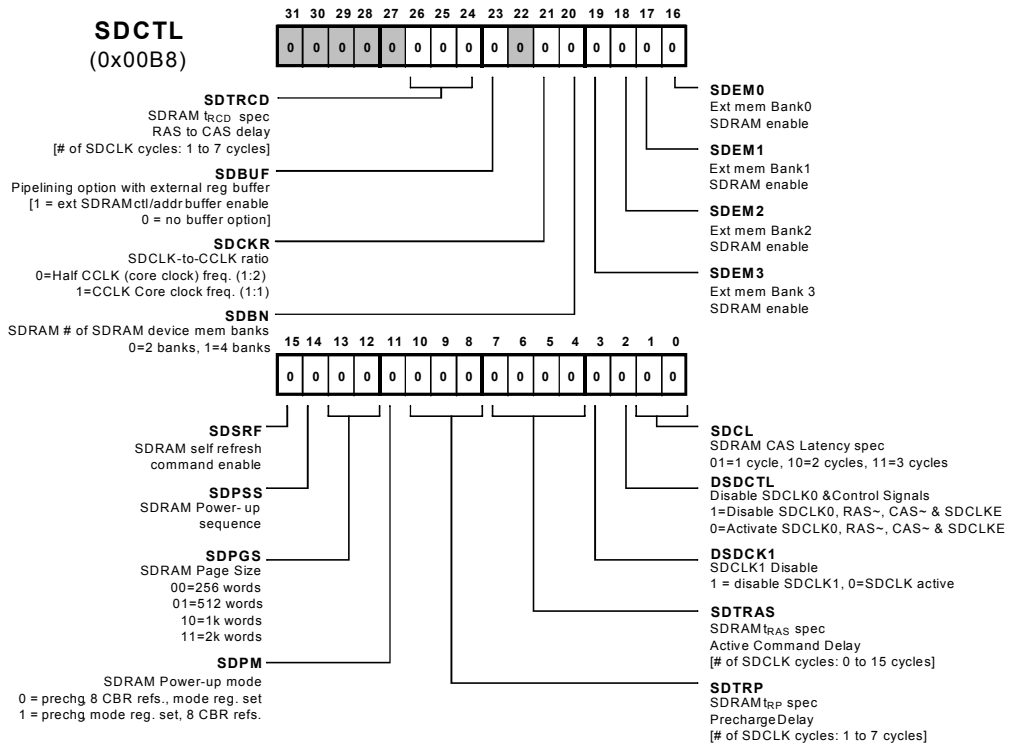 SDCTL
(0x00B8)
31 30 29 28 27 26 25 24 23 22 21 20 19 18 17 16
0 0 0 0 0 0 0 0 0 0 0 0 0 0 0 0
SDTRCD
SDRAM tRCD spec
RAS to CAS delay
[# of SDCLK cycles: 1 to 7 cycles]
SDBUF
Pipelining option with external reg buffer
[1 = ext SDRAM ctl/addr buffer enable
0 = no buffer option]
SDCKR
SDCLK-to-CCLK ratio
0=Half CCLK (core clock) freq. (1:2)
1=CCLK Core clock freq. (1:1)
SDBN
SDRAM # of SDRAM device mem banks
0=2 banks, 1=4 banks
SDEM0
Ext mem Bank0
SDRAM enable
SDEM1
Ext mem Bank1
SDRAM enable
SDEM2
Ext mem Bank2
SDRAM enable
SDEM3
Ext mem Bank 3
SDRAM enable
15 14 13 12 11 10 9 8 7 6 5 4 3 2 1 0
0 0 0 0 0 0 0 0 0 0 0 0 0 0 0 0
SDSRF
SDRAM self refresh
command enable
SDPSS
SDRAM Power- up
sequence
SDPGS
SDRAM Page Size
00=256 words
01=512 words
10=1k words
11=2k words
SDPM
SDRAM Power-up mode
0 = prechg, 8 CBR refs., mode reg. set
1 = prechg, mode reg. set, 8 CBR refs.
SDCL
SDRAM CAS Latency spec
01=1 cycle, 10=2 cycles, 11=3 cycles
DSDCTL
Disable SDCLK0 & Control Signals
1=Disable SDCLK0, RAS~, CAS~ & SDCLKE
0=Activate SDCLK0, RAS~, CAS~ & SDCLKE
DSDCK1
SDCLK1 Disable
1 = disable SDCLK1, 0=SDCLK active
SDTRAS
SDRAM tRAS spec
Active Command Delay
[# of SDCLK cycles: 0 to 15 cycles]
SDTRP
SDRAM tRP spec
Precharge Delay
[# of SDCLK cycles: 1 to 7 cycles]